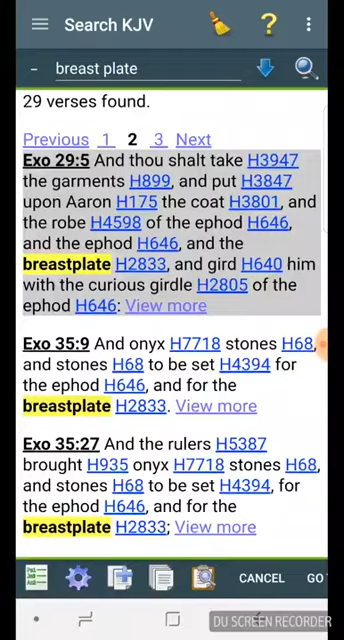 Search KJV
breast plate
29 verses found.
Previous 1 2 3 Next
Exo 29:5 And thou shalt take H3947
the garments H899, and put H3847
upon Aaron H175 the coat H3801, and
the robe H4598 of the ephod H646,
and the ephod H646, and the
breastplate H2833, and gird H640 him
with the curious girdle H2805 of the
ephod H646: View more
Exo 35:9 And onyx H7718 stones H68,
and stones H68 to be set H4394 for
the ephod H646, and for the
breastplate H2833. View more
Exo 35:27 And the rulers H5387
brought H935 onyx H7718 stones H68,
and stones H68 to be set H4394, for
the ephod H646, and for the
breastplate H2833; View more
CANCEL GO
DU SCREEN RECORDER